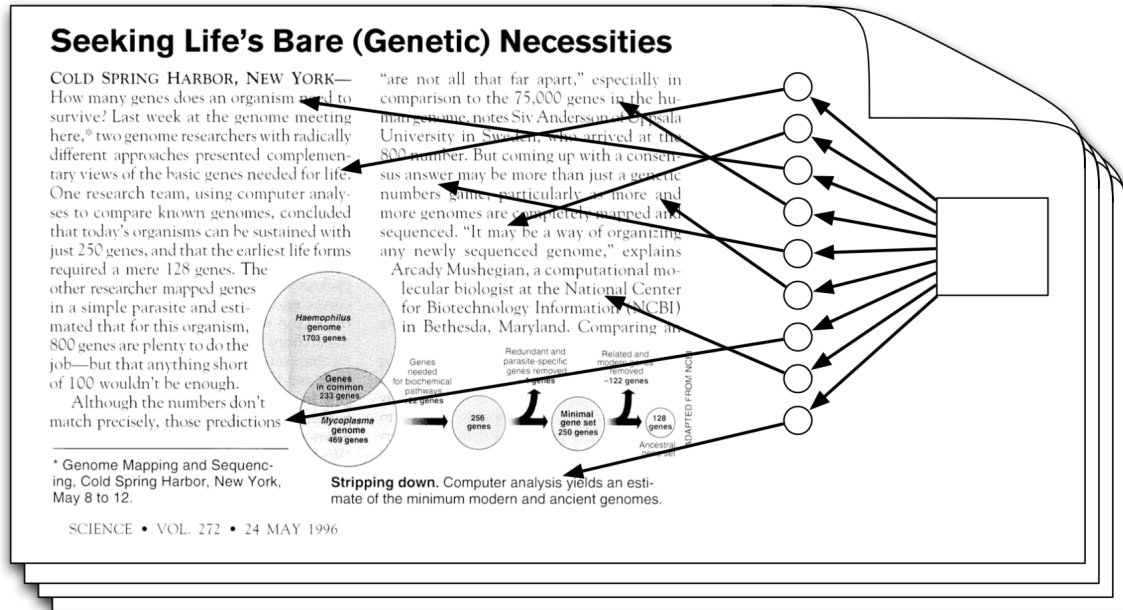 Seeking Life's Bare (Genetic) Necessities
COLD SPRING HARBOR, NEW YORK—
How many genes does an organism need to
survive? Last week at the genome meeting
here,* two genome researchers with radically
different approaches presented complemen-
tary views of the basic genes needed for life.
One research team, using computer analy-
ses to compare known genomes, concluded
that today's organisms can be sustained with
just 250 genes, and that the earliest life forms
required a mere 128 genes. The
other researcher mapped genes
in a simple parasite and esti-
mated that for this organism,
800 genes are plenty to do the
job—but that anything short
of 100 wouldn't be enough.
Although the numbers don't
match precisely, those predictions
* Genome Mapping and Sequenc-
ing, Cold Spring Harbor, New York,
May 8 to 12.
"are not all that far apart," especially in
comparison to the 75,000 genes in the hu-
man genome, notes Siv Andersson of Uppsala
University in Sweden, who arrived at the
800 number. But coming up with a consen-
sus answer may be more than just a genetic
numbers game, particularly as more and
more genomes are completely mapped and
sequenced. "It may be a way of organizing
any newly sequenced genome," explains
Arcady Mushegian, a computational mo-
lecular biologist at the National Center
for Biotechnology Information (NCBI)
in Bethesda, Maryland. Comparing an
Haemophilus
genome
1703 genes
Genes
in common
233 genes
Mycoplasma
genome
469 genes
Genes
needed
for biochemical
pathways
genes
256
genes
Redundant and
parasite-specific
genes removed
genes
Minimal
gene set
250 genes
Related and
modern genes
removed
–122 genes
128
genes
Ancestral
gene set
ADAPTED FROM NCBI
Stripping down. Computer analysis yields an esti-
mate of the minimum modern and ancient genomes.
SCIENCE • VOL. 272 • 24 MAY 1996